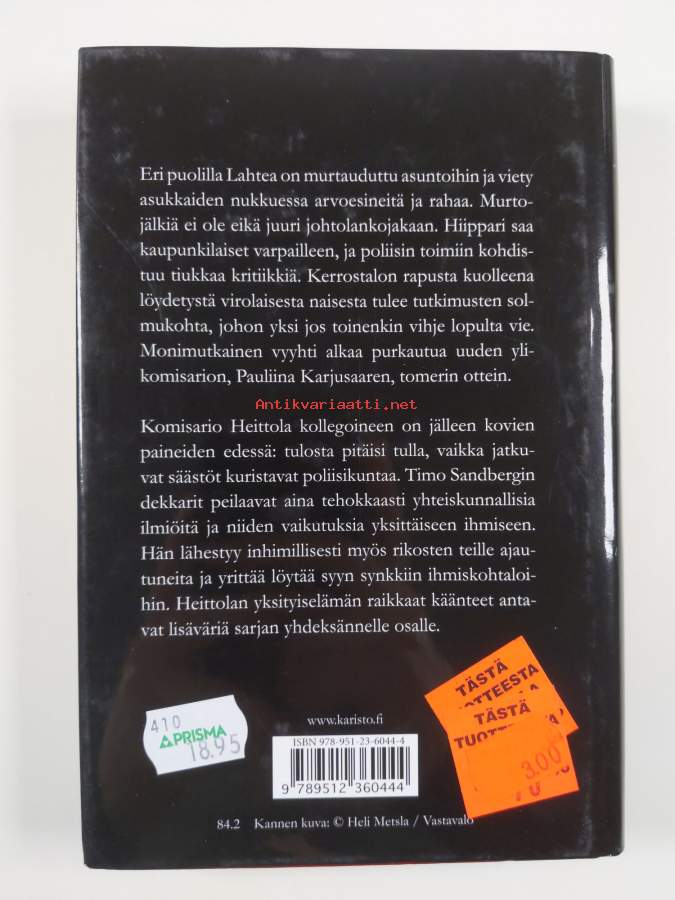 Eri puolilla Lahtea on murtauduttu asuntoihin ja viety
asukkaiden nukkuessa arvoesineitä ja rahaa. Murto-
jälkiä ei ole eikä juuri johtolankojakaan. Hiippari saa
kaupunkilaiset varpailleen, ja poliisin toimiin kohdis-
tuu tiukkaa kritiikkiä. Kerrostalon rapusta kuolleena
löydetystä virolaisesta naisesta tulee tutkimusten sol-
mukohta, johon yksi jos toinenkin vihje lopulta vie.
Monimutkainen vyyhti alkaa purkautua uuden yli-
komisarion, Pauliina Karjusaaren, tomerin ottein.
Antikvariaatti.net
Komisario Heittola kollegoineen on jälleen kovien
paineiden edessä: tulosta pitäisi tulla, vaikka jatku-
vat säästöt kuristavat poliisikuntaa. Timo Sandbergin
dekkarit peilaavat aina tehokkaasti yhteiskunnallisia
ilmiöitä ja niiden vaikutuksia yksittäiseen ihmiseen.
Hän lähestyy inhimillisesti myös rikosten teille ajau-
tuneita ja yrittää löytää syyn synkkiin ihmiskohtaloi-
hin. Heittolan yksityiselämän raikkaat käänteet anta-
vat lisäväriä sarjan yhdeksännelle osalle.
410
PRISMA
18.95
www.karisto.fi
ISBN 978-951-23-6044-4
9 789512 360444
TÄSTÄ
TÄSTÄ
3.00
84.2 Kannen kuva: © Heli Metsla / Vastavalo